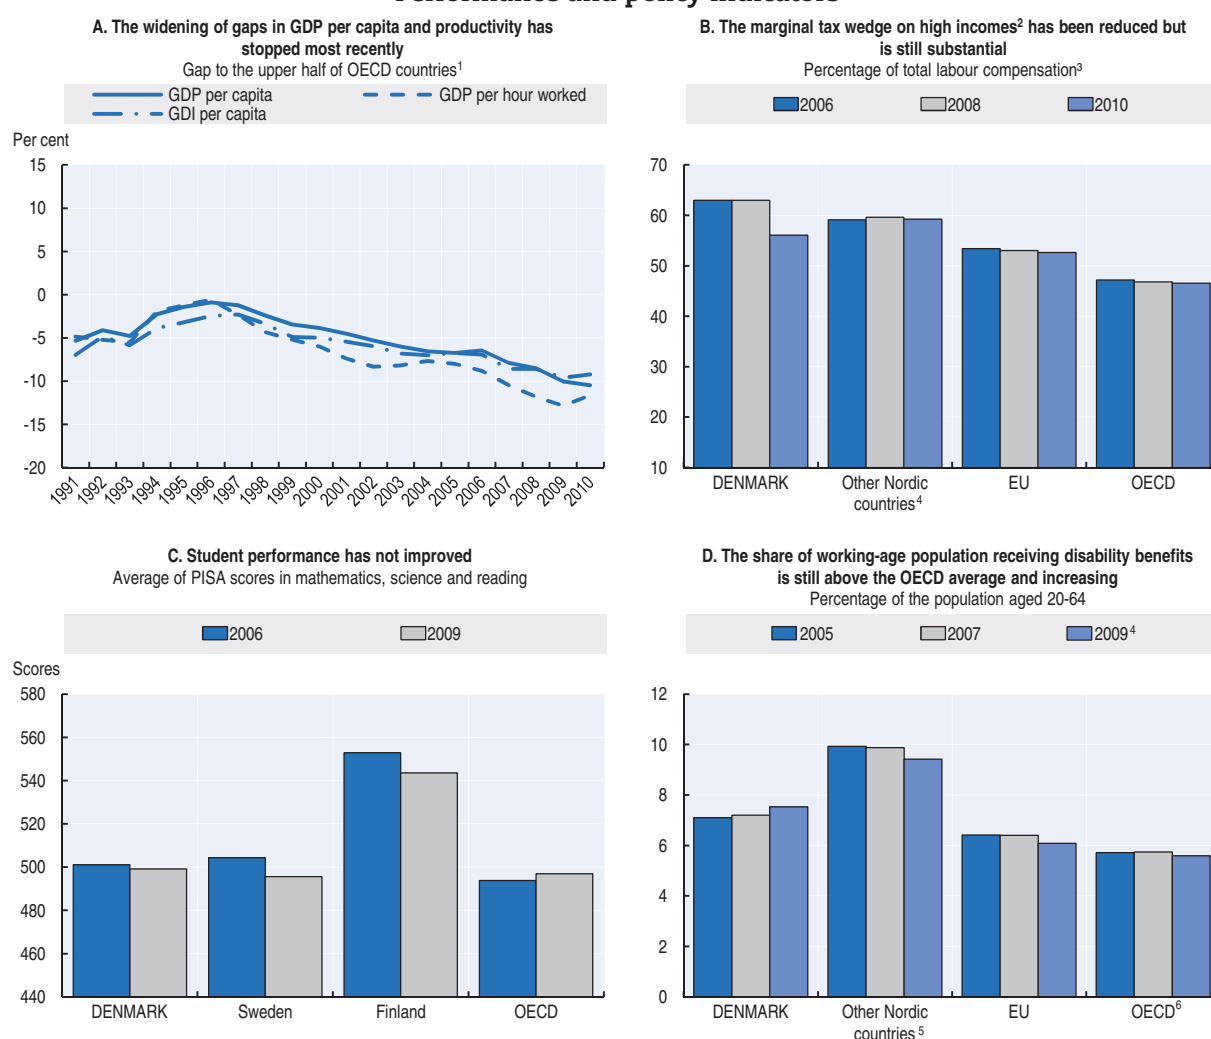 Performance and policy indicators
A. The widening of gaps in GDP per capita and productivity has
stopped most recently
Gap to the upper half of OECD countries1
GDP per capita
GDP per hour worked
GDI per capita
Per cent
15
10
5
0
-5
-10
-15
-20
1991
1992
1993
1994
1995
1996
1997
1998
1999
2000
2001
2002
2003
2004
2005
2006
2007
2008
2009
2010
B. The marginal tax wedge on high incomes2 has been reduced but
is still substantial
Percentage of total labour compensation3
2006
2008
2010
70
60
50
40
30
20
10
DENMARK
Other Nordic
countries4
EU
OECD
C. Student performance has not improved
Average of PISA scores in mathematics, science and reading
2006
2009
Scores
580
560
540
520
500
480
460
440
DENMARK
Sweden
Finland
OECD
D. The share of working-age population receiving disability benefits
is still above the OECD average and increasing
Percentage of the population aged 20-64
2005
2007
20094
12
10
8
6
4
2
0
DENMARK
Other Nordic
countries5
EU
OECD6